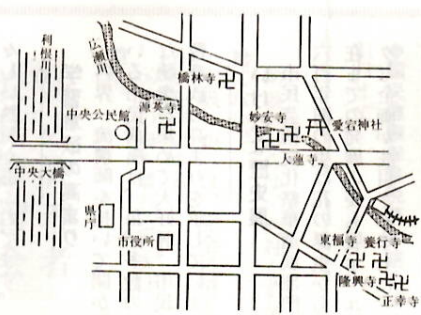 利根川
広瀬川
橋林寺
源英寺
中央公民館
妙安寺
愛宕神社
大蓮寺
中央大橋
県庁
市役所
東福寺
養行寺
隆興寺
正幸寺